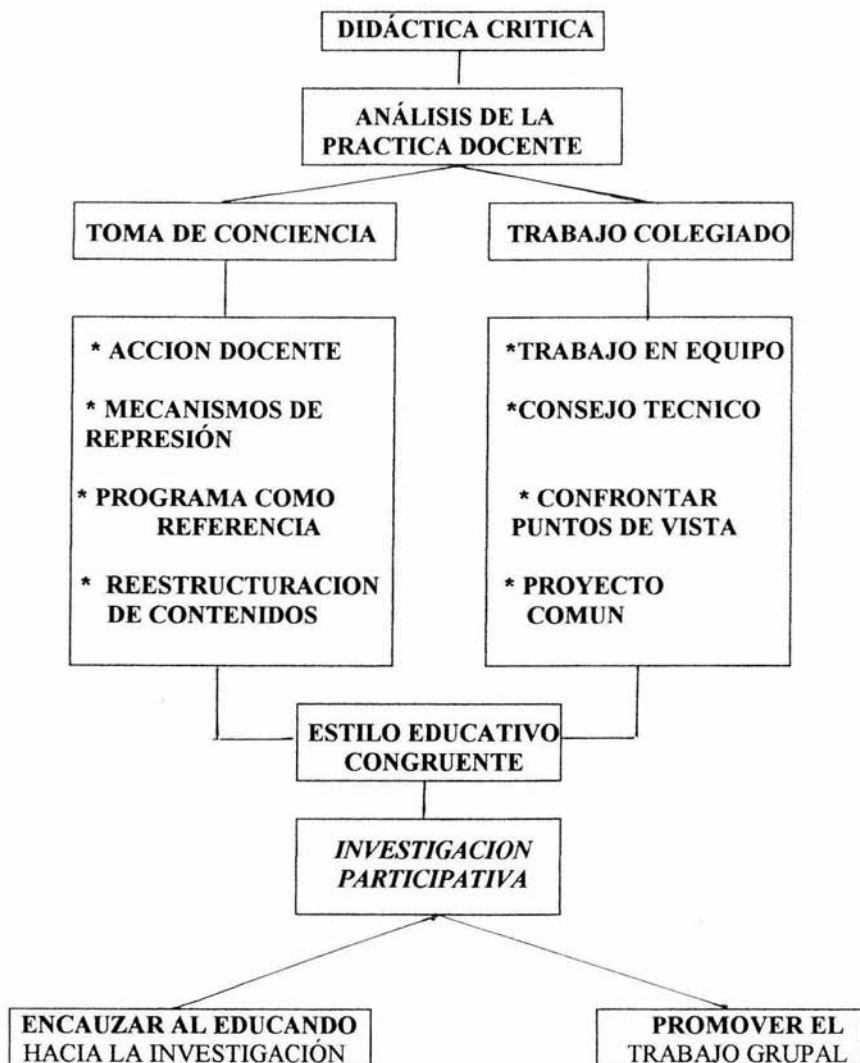 DIDÁCTICA CRITICA
ANÁLISIS DE LA
PRACTICA DOCENTE
TOMA DE CONCIENCIA
TRABAJO COLEGIADO
* ACCION DOCENTE
* MECANISMOS DE
REPRESIÓN
* PROGRAMA COMO
REFERENCIA
* REESTRUCTURACION
DE CONTENIDOS
*TRABAJO EN EQUIPO
*CONSEJO TECNICO
* CONFRONTAR
PUNTOS DE VISTA
* PROYECTO
COMUN
ESTILO EDUCATIVO
CONGRUENTE
INVESTIGACION
PARTICIPATIVA
ENCAUZAR AL EDUCANDO
HACIA LA INVESTIGACIÓN
PROMOVER EL
TRABAJO GRUPAL